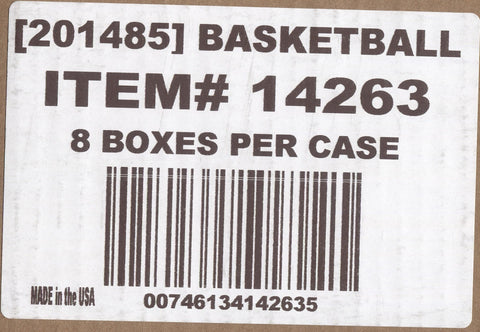 [201485] BASKETBALL
ITEM# 14263
8 BOXES PER CASE
MADE in the USA
00746134142635